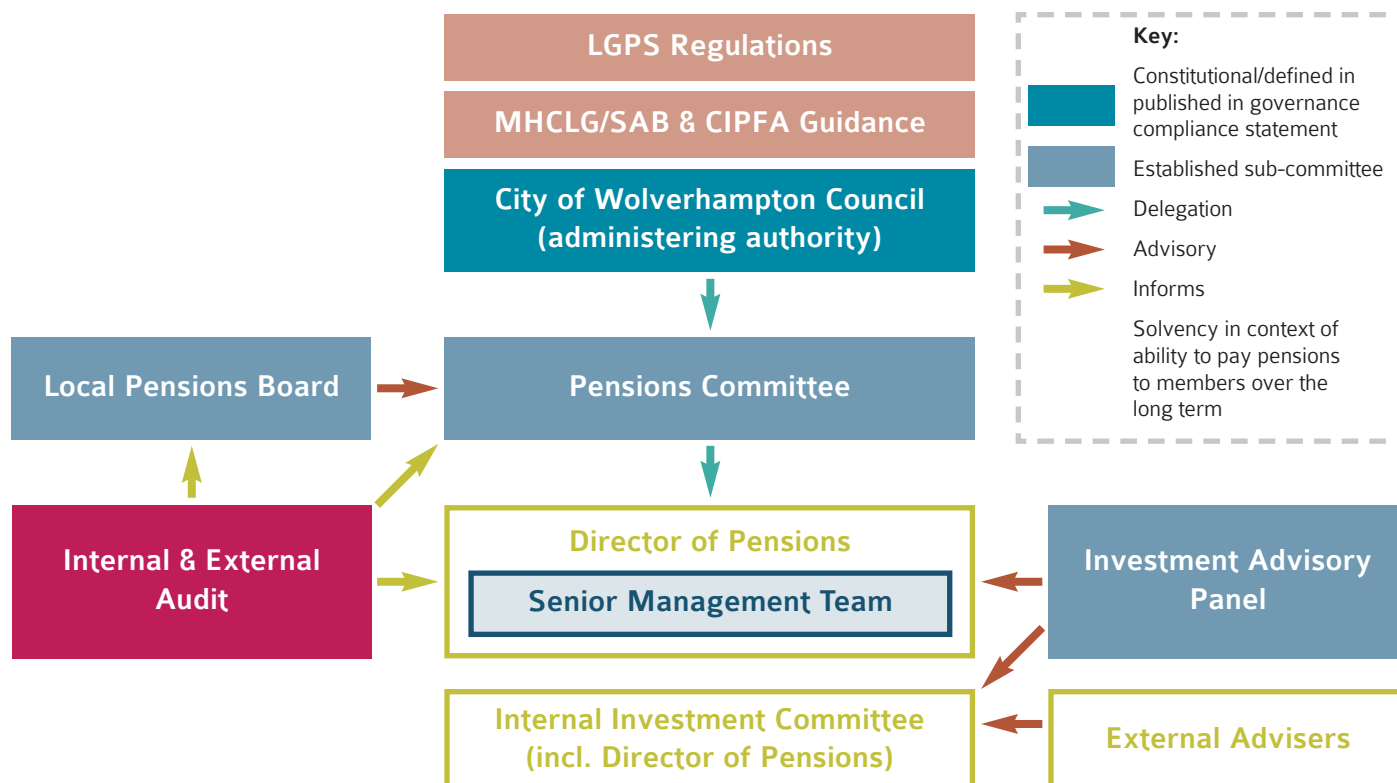 LGPS Regulations
MHCLG/SAB & CIPFA Guidance
City of Wolverhampton Council
(administering authority)
Local Pensions Board
Pensions Committee
Internal & External
Audit
Director of Pensions
Senior Management Team
Investment Advisory
Panel
Internal Investment Committee
(incl. Director of Pensions)
External Advisers
Key:
Constitutional/defined in
published in governance
compliance statement
Established sub-committee
Delegation
Advisory
Informs
Solvency in context of
ability to pay pensions
to members over the
long term